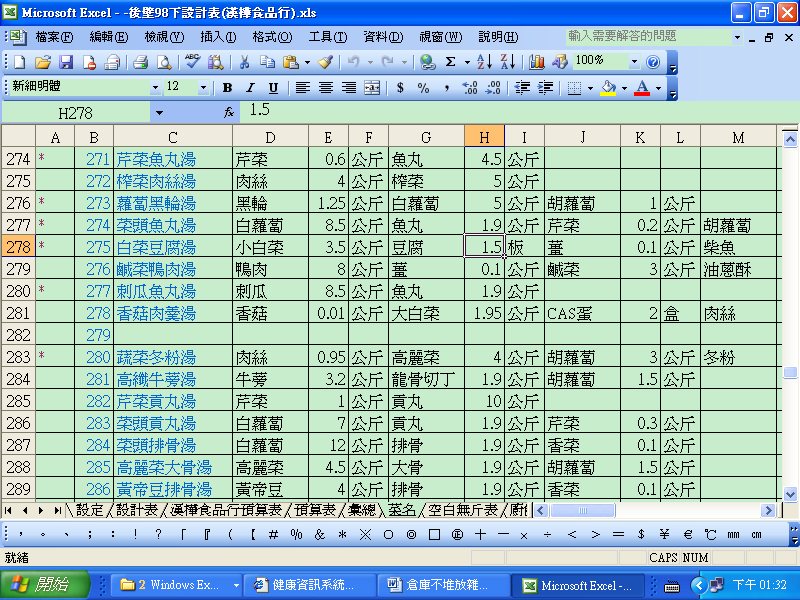 Microsoft Excel - -後壁98下設計表(漢樺食品行).xls
檔案(F) 編輯(E) 檢視(V) 插入(I) 格式(O) 工具(T) 資料(D) 視窗(W) 說明(H) 輸入需要解答的問題
100%
新細明體 12 B I U $ % ,
H278 fx 1.5
A B C D E F G H I J K L M
274 * 271 芹菜魚丸湯 芹菜 0.6 公斤 魚丸 4.5 公斤
275 272 榨菜肉絲湯 肉絲 4 公斤 榨菜 5 公斤
276 * 273 蘿蔔黑輪湯 黑輪 1.25 公斤 白蘿蔔 5 公斤 胡蘿蔔 1 公斤
277 * 274 菜頭魚丸湯 白蘿蔔 8.5 公斤 魚丸 1.9 公斤 芹菜 0.2 公斤 胡蘿蔔
278 * 275 白菜豆腐湯 小白菜 3.5 公斤 豆腐 1.5 板 薑 0.1 公斤 柴魚
279 276 鹹菜鴨肉湯 鴨肉 8 公斤 薑 0.1 公斤 鹹菜 3 公斤 油蔥酥
280 * 277 刺瓜魚丸湯 刺瓜 8.5 公斤 魚丸 1.9 公斤
281 278 香菇肉羹湯 香菇 0.01 公斤 大白菜 1.95 公斤 CAS蛋 2 盒 肉絲
282 279
283 * 280 蔬菜冬粉湯 肉絲 0.95 公斤 高麗菜 4 公斤 胡蘿蔔 3 公斤 冬粉
284 281 高纖牛蒡湯 牛蒡 3.2 公斤 龍骨切丁 1.9 公斤 胡蘿蔔 1.5 公斤
285 282 芹菜貢丸湯 芹菜 1 公斤 貢丸 10 公斤
286 283 菜頭貢丸湯 白蘿蔔 7 公斤 貢丸 1.9 公斤 芹菜 0.3 公斤
287 284 菜頭排骨湯 白蘿蔔 12 公斤 排骨 1.9 公斤 香菜 0.1 公斤
288 285 高麗菜大骨湯 高麗菜 4.5 公斤 大骨 1.9 公斤 胡蘿蔔 1.5 公斤
289 286 黃帝豆排骨湯 黃帝豆 4 公斤 排骨 1.9 公斤 香菜 0.1 公斤
設定 設計表 漢樺食品行預算表 預算表 彙總 菜名 空白無斤表
, 。 、 ; : ! ? 『 〝 ( 【 # % & * ※ ○ ◎ □ ㊣ + - × ÷ < > = $ ¥ € ℃ mm cm
就緒 CAPS NUM
開始 2 Windows Ex... 健康資訊系統... 倉庫不堆放雜... Microsoft Excel -... 下午 01:32